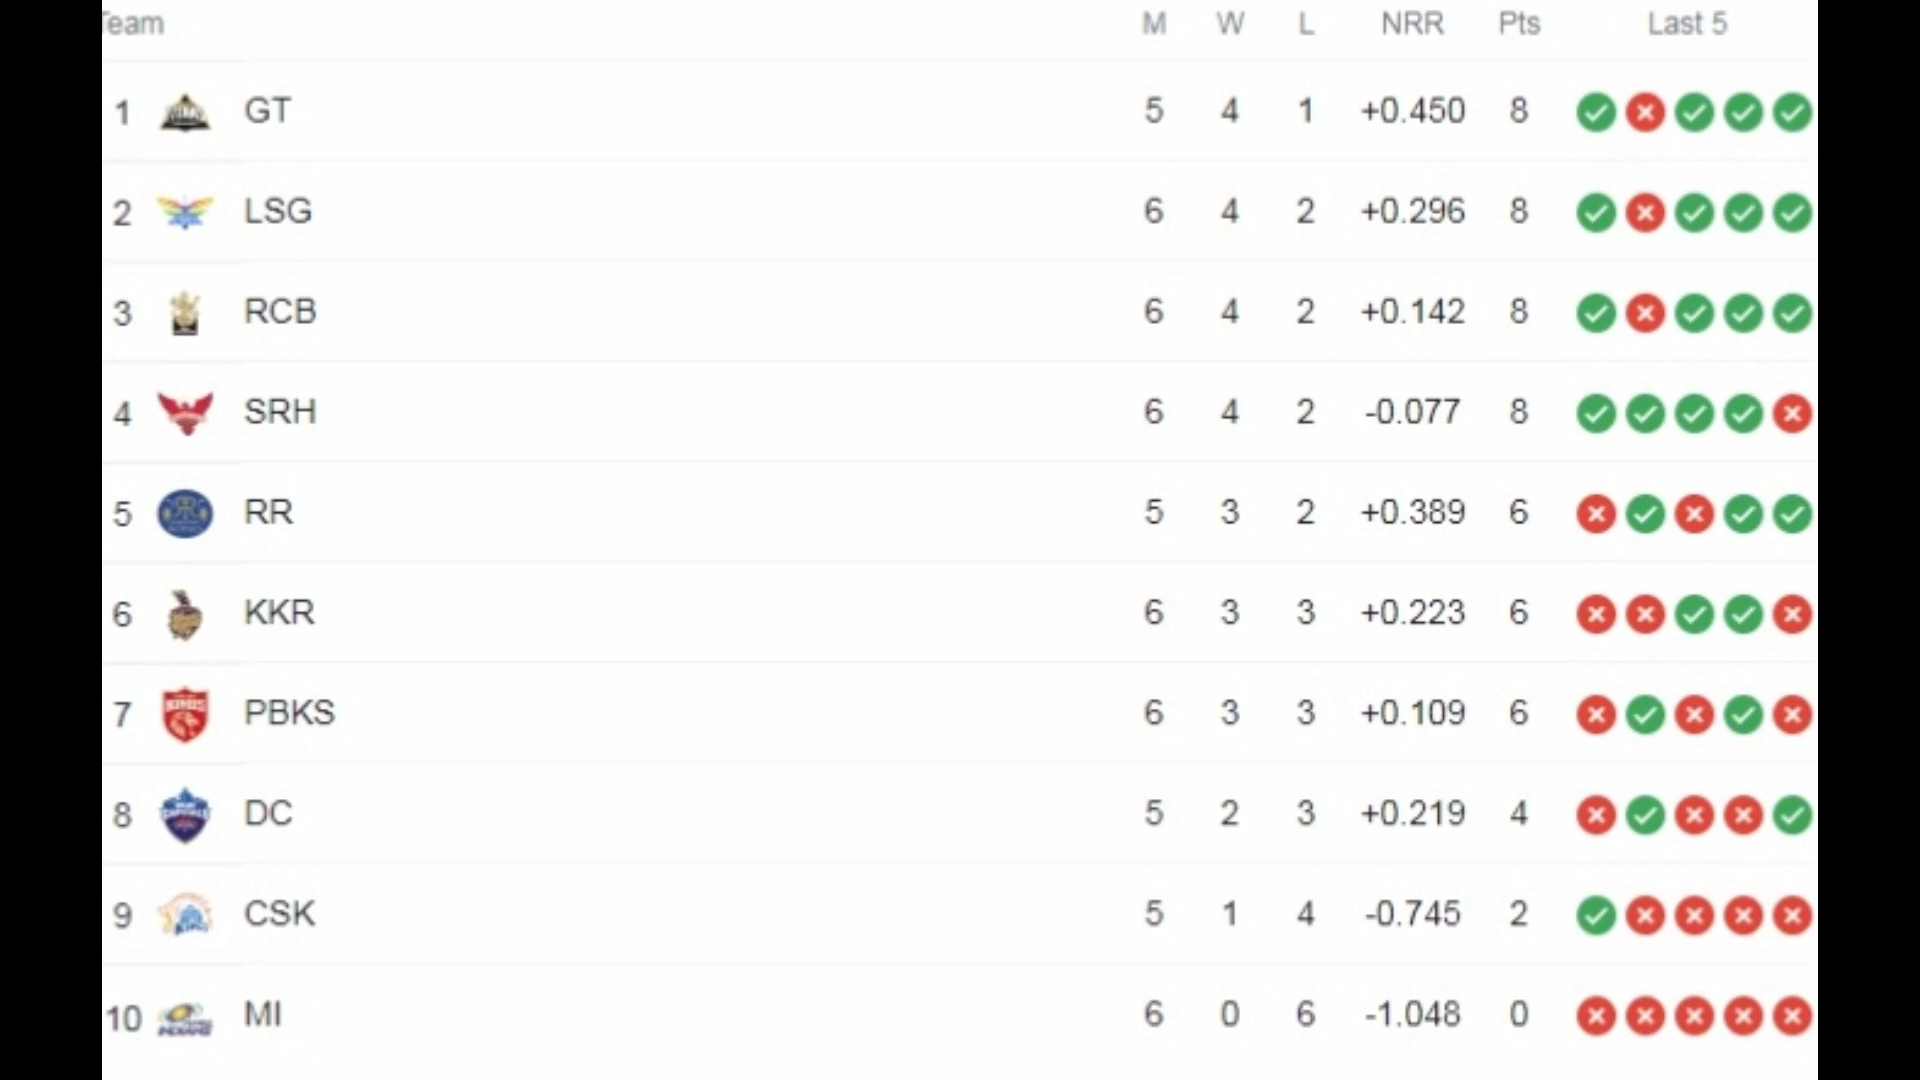 Team M W L NRR Pts Last 5
1 GT 5 4 1 +0.450 8
2 LSG 6 4 2 +0.296 8
3 RCB 6 4 2 +0.142 8
4 SRH 6 4 2 -0.077 8
5 RR 5 3 2 +0.389 6
6 KKR 6 3 3 +0.223 6
7 PBKS 6 3 3 +0.109 6
8 DC 5 2 3 +0.219 4
9 CSK 5 1 4 -0.745 2
10 MI 6 0 6 -1.048 0